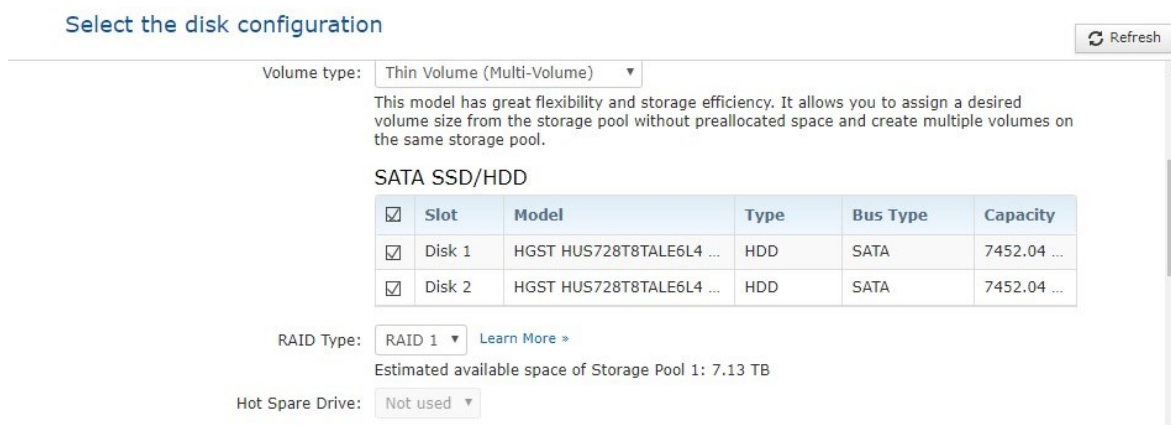 Select the disk configuration
Refresh
Volume type: Thin Volume (Multi-Volume)
This model has great flexibility and storage efficiency. It allows you to assign a desired
volume size from the storage pool without preallocated space and create multiple volumes on
the same storage pool.
SATA SSD/HDD
Slot Model Type Bus Type Capacity
Disk 1 HGST HUS728T8TALE6L4 ... HDD SATA 7452.04 ...
Disk 2 HGST HUS728T8TALE6L4 ... HDD SATA 7452.04 ...
RAID Type: RAID 1 Learn More »
Estimated available space of Storage Pool 1: 7.13 TB
Hot Spare Drive: Not used